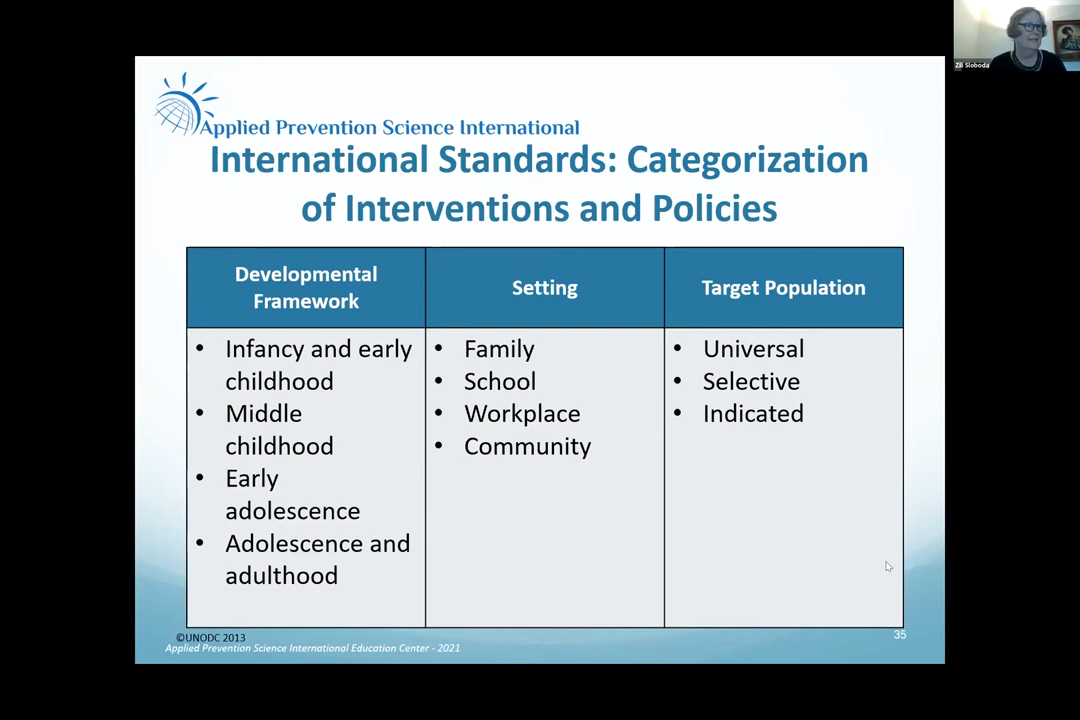 Zili Sloboda
Applied Prevention Science International
International Standards: Categorization
of Interventions and Policies
Developmental
Framework
Setting
Target Population
• Infancy and early
childhood
• Middle
childhood
• Early
adolescence
• Adolescence and
adulthood
• Family
• School
• Workplace
• Community
• Universal
• Selective
• Indicated
©UNODC 2013
35
Applied Prevention Science International Education Center - 2021